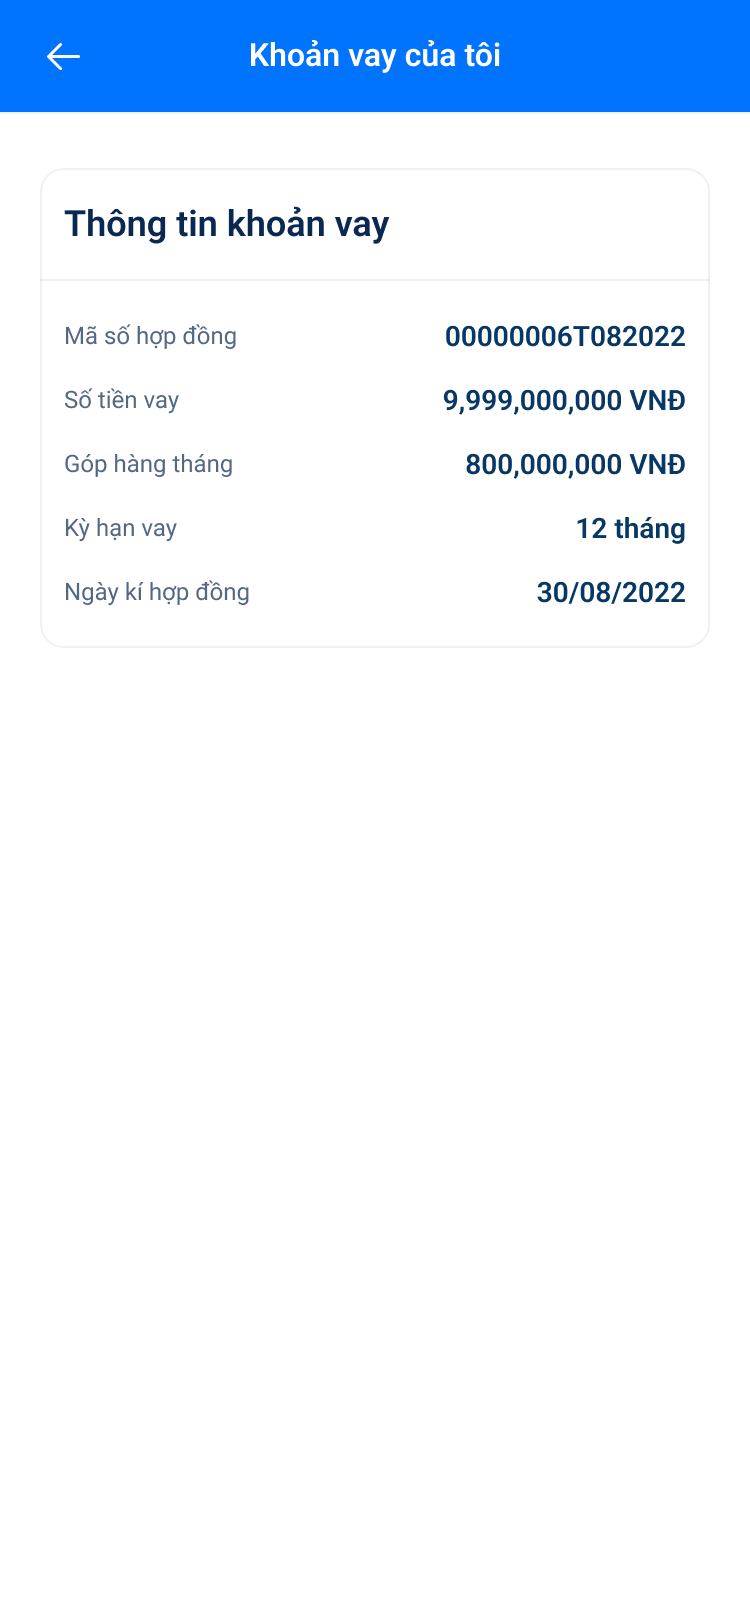 Khoản vay của tôi
Thông tin khoản vay
Mã số hợp đồng 00000006T082022
Số tiền vay 9,999,000,000 VNĐ
Góp hàng tháng 800,000,000 VNĐ
Kỳ hạn vay 12 tháng
Ngày kí hợp đồng 30/08/2022